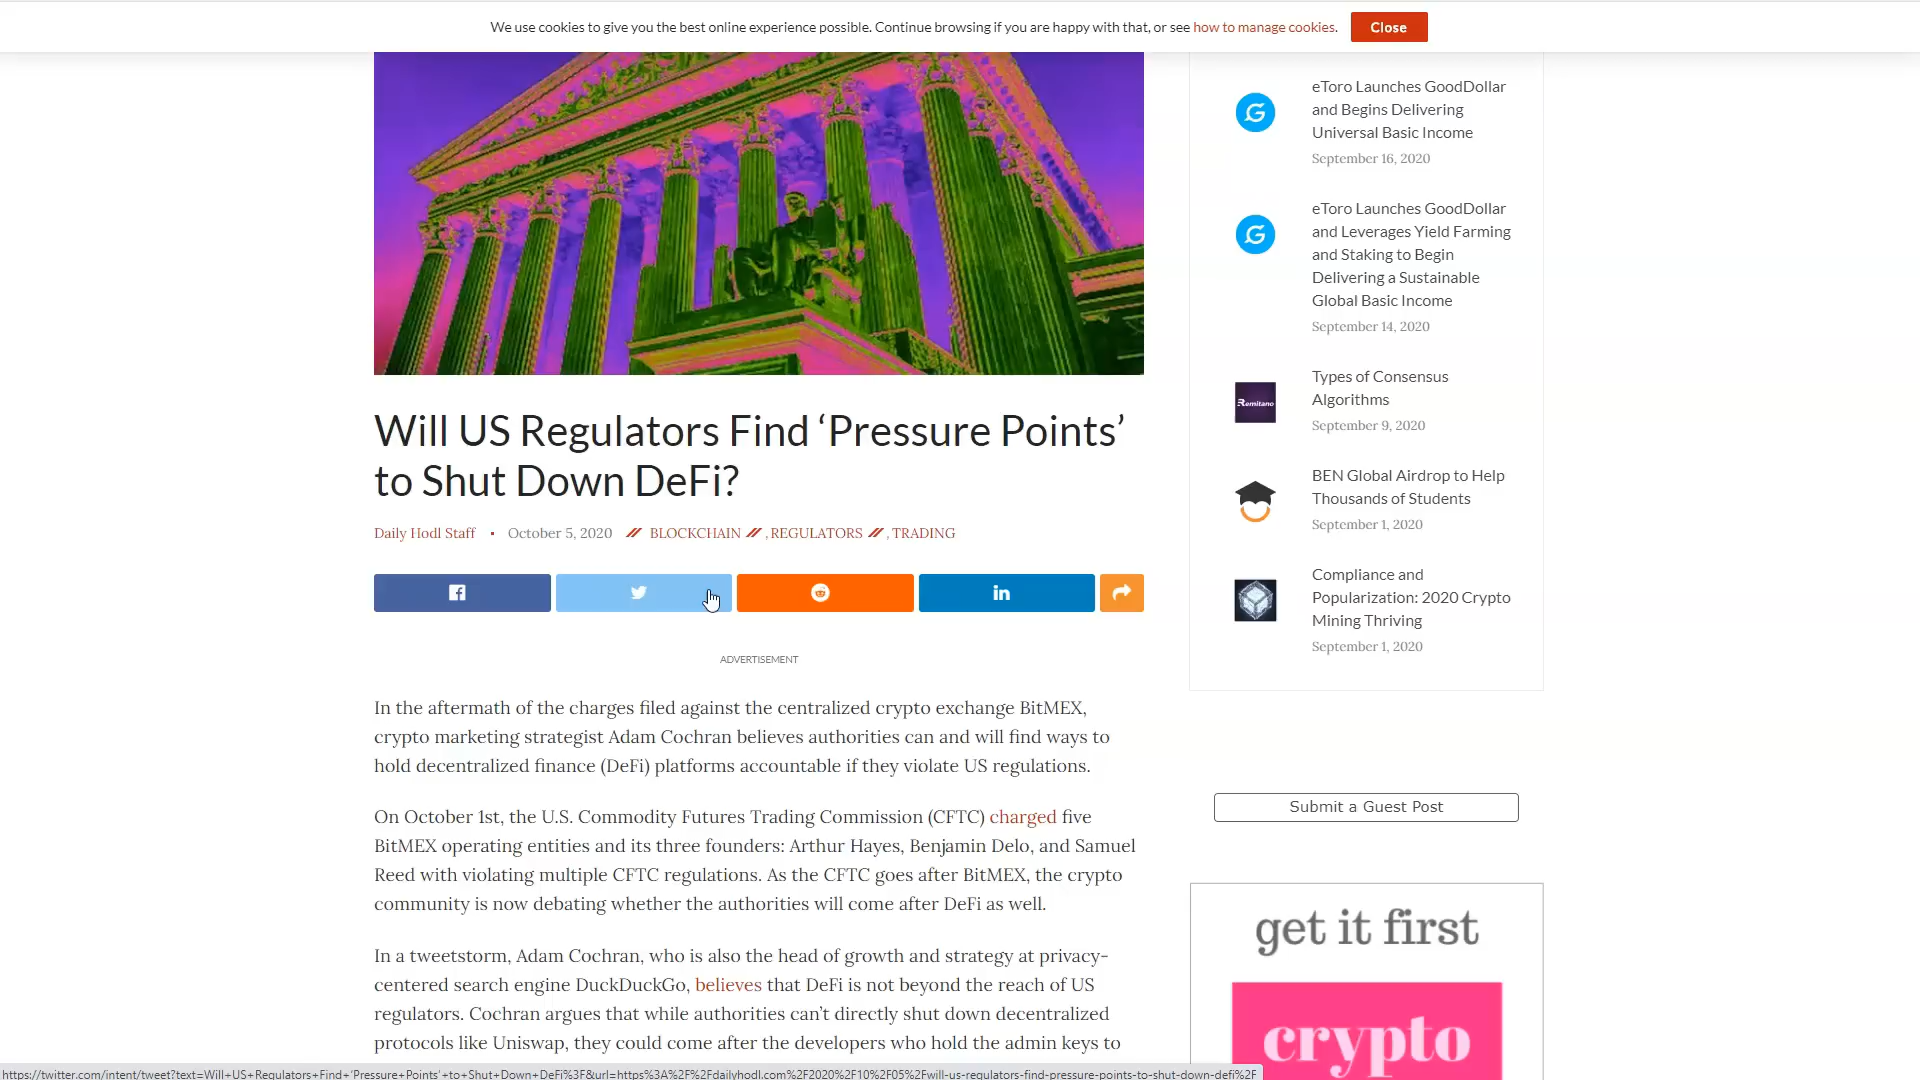 We use cookies to give you the best online experience possible. Continue browsing if you are happy with that, or see how to manage cookies.
Close
Will US Regulators Find ‘Pressure Points’
to Shut Down DeFi?
Daily Hodl Staff • October 5, 2020 // BLOCKCHAIN // , REGULATORS // , TRADING
ADVERTISEMENT
In the aftermath of the charges filed against the centralized crypto exchange BitMEX,
crypto marketing strategist Adam Cochran believes authorities can and will find ways to
hold decentralized finance (DeFi) platforms accountable if they violate US regulations.
On October 1st, the U.S. Commodity Futures Trading Commission (CFTC) charged five
BitMEX operating entities and its three founders: Arthur Hayes, Benjamin Delo, and Samuel
Reed with violating multiple CFTC regulations. As the CFTC goes after BitMEX, the crypto
community is now debating whether the authorities will come after DeFi as well.
In a tweetstorm, Adam Cochran, who is also the head of growth and strategy at privacy-
centered search engine DuckDuckGo, believes that DeFi is not beyond the reach of US
regulators. Cochran argues that while authorities can’t directly shut down decentralized
protocols like Uniswap, they could come after the developers who hold the admin keys to
eToro Launches GoodDollar
and Begins Delivering
Universal Basic Income
September 16, 2020
eToro Launches GoodDollar
and Leverages Yield Farming
and Staking to Begin
Delivering a Sustainable
Global Basic Income
September 14, 2020
Remitano
Types of Consensus
Algorithms
September 9, 2020
BEN Global Airdrop to Help
Thousands of Students
September 1, 2020
Compliance and
Popularization: 2020 Crypto
Mining Thriving
September 1, 2020
Submit a Guest Post
get it first
crypto
https://twitter.com/intent/tweet?text=Will+US+Regulators+Find+‘Pressure+Points’+to+Shut+Down+DeFi%3F&url=https%3A%2F%2Fdailyhodl.com%2F2020%2F10%2F05%2Fwill-us-regulators-find-pressure-points-to-shut-down-defi%2F